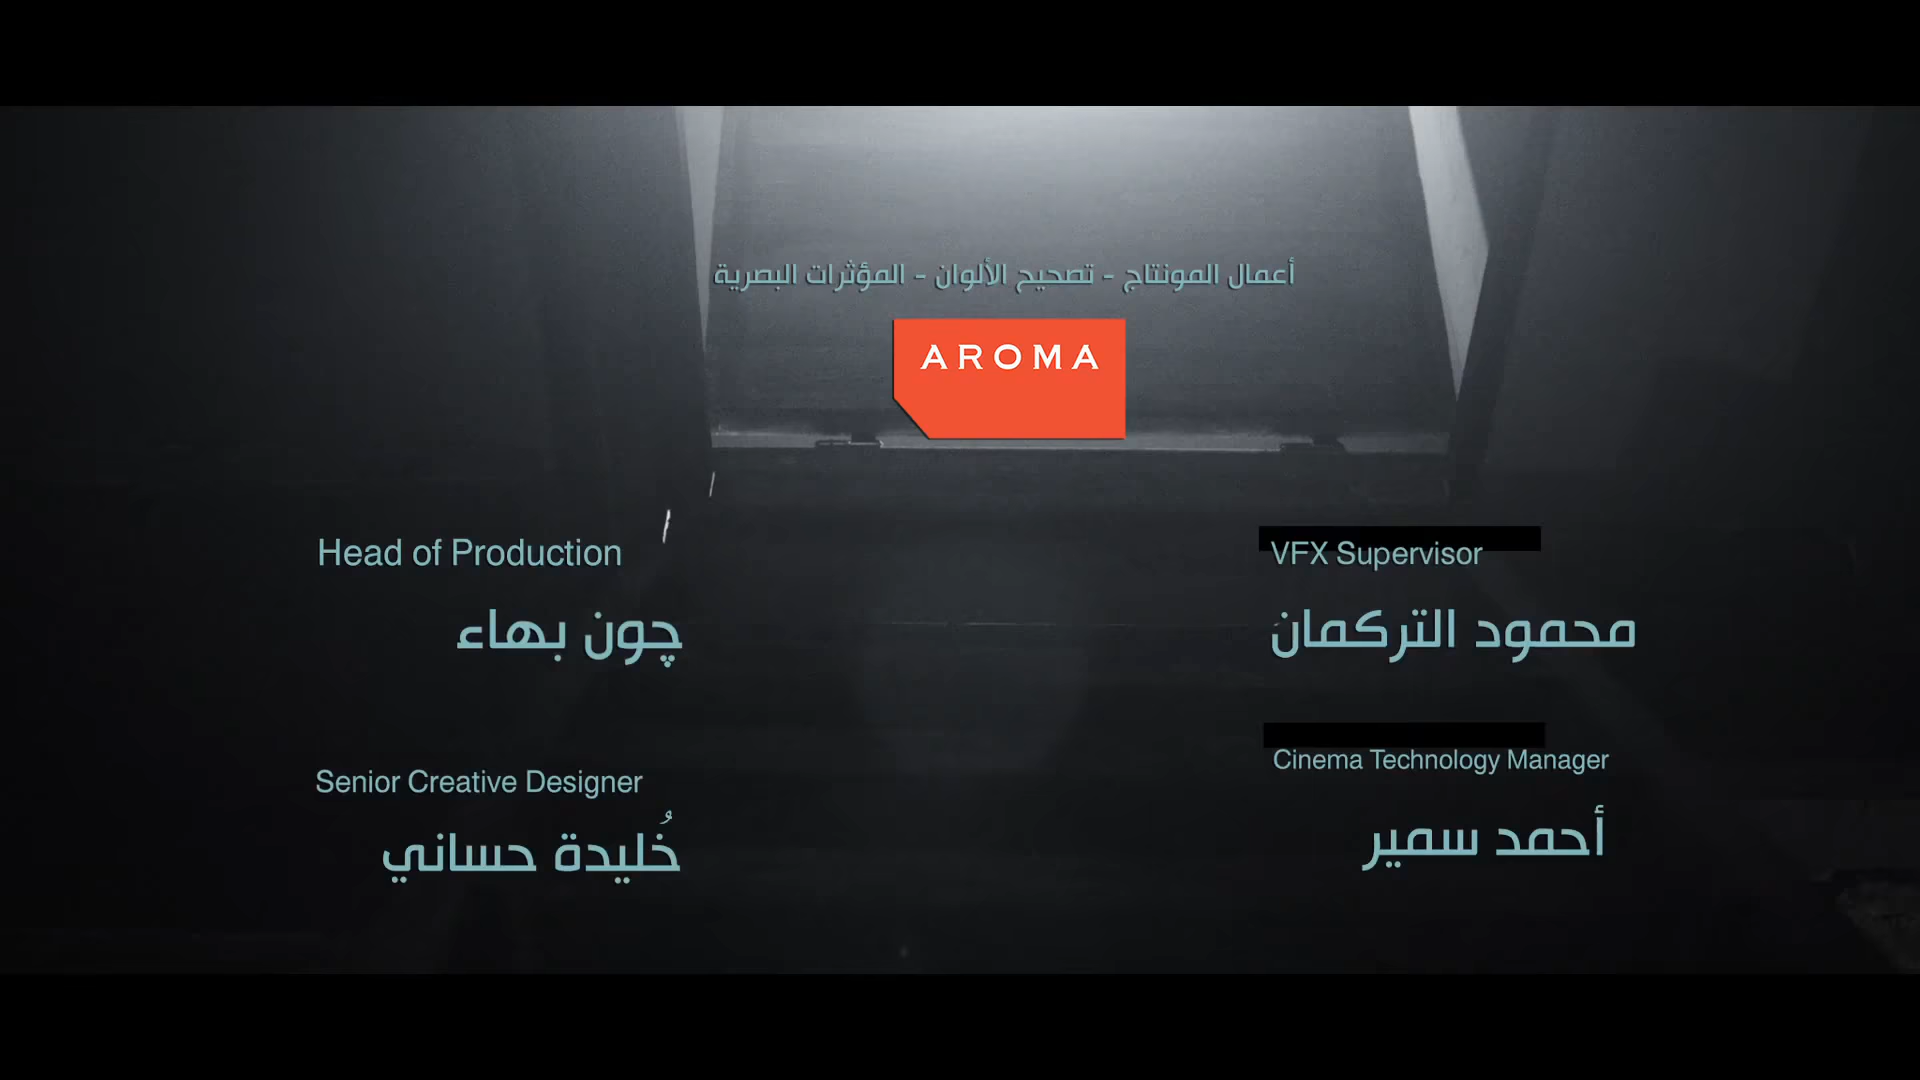 أعمال المونتاج - تصحيح الألوان - المؤثرات البصرية
AROMA
Head of Production
چون بهاء
VFX Supervisor
محمود التركمان
Senior Creative Designer
خُليدة حساني
Cinema Technology Manager
أحمد سمير